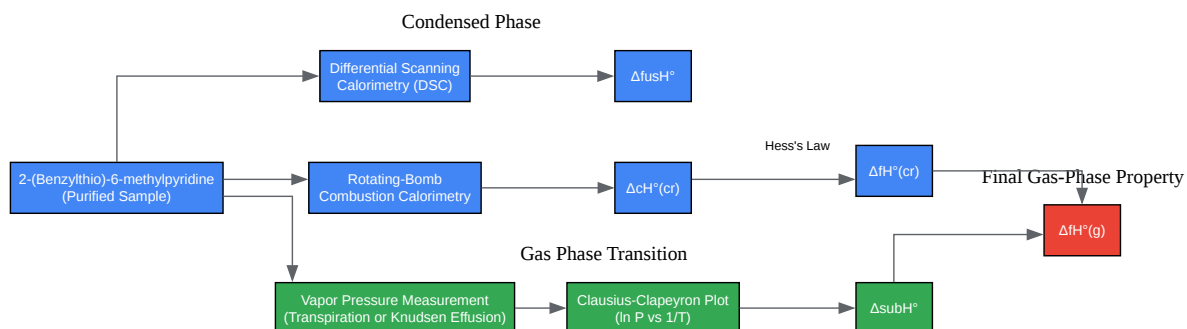 Condensed Phase
Differential Scanning
Calorimetry (DSC)
ΔfusH°
2-(Benzylthio)-6-methylpyridine
(Purified Sample)
Rotating-Bomb
Combustion Calorimetry
ΔcH°(cr)
Hess's Law
ΔfH°(cr)
Final Gas-Phase Property
ΔfH°(g)
Gas Phase Transition
Vapor Pressure Measurement
(Transpiration or Knudsen Effusion)
Clausius-Clapeyron Plot
(ln P vs 1/T)
ΔsubH°